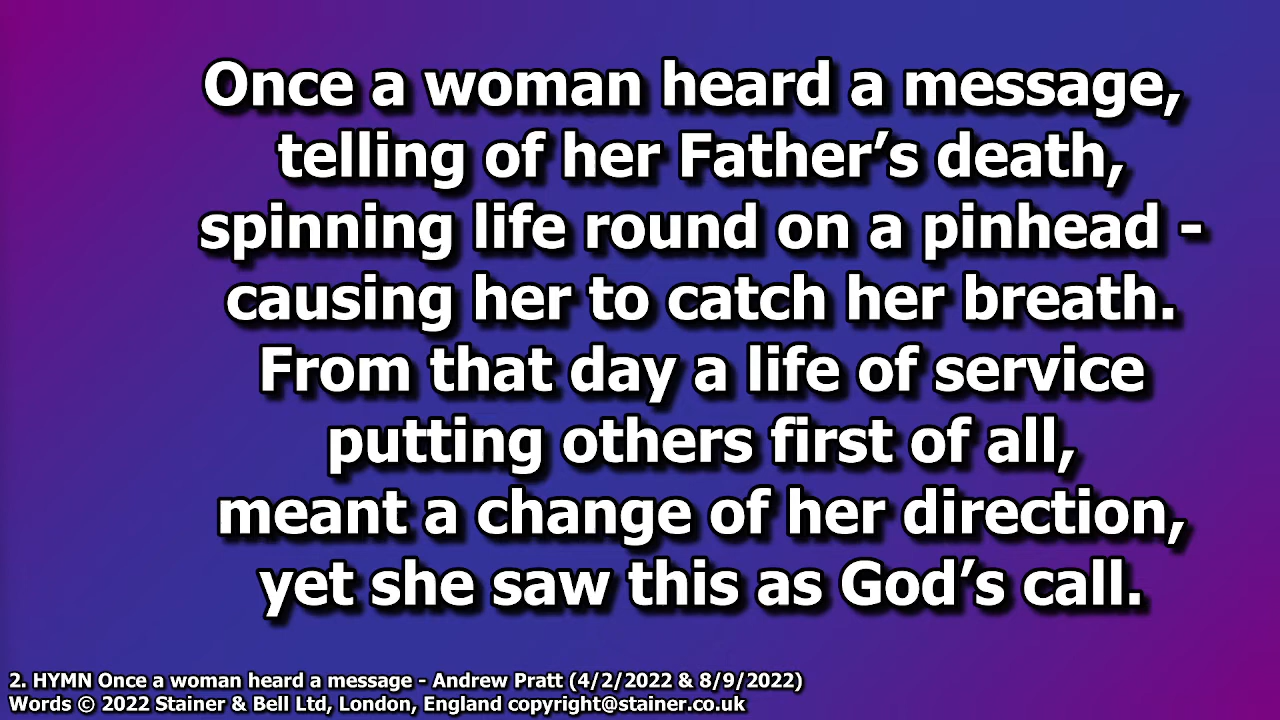 Once a woman heard a message,
telling of her Father’s death,
spinning life round on a pinhead -
causing her to catch her breath.
From that day a life of service
putting others first of all,
meant a change of her direction,
yet she saw this as God’s call.
2. HYMN Once a woman heard a message - Andrew Pratt (4/2/2022 & 8/9/2022)
Words © 2022 Stainer & Bell Ltd, London, England copyright@stainer.co.uk